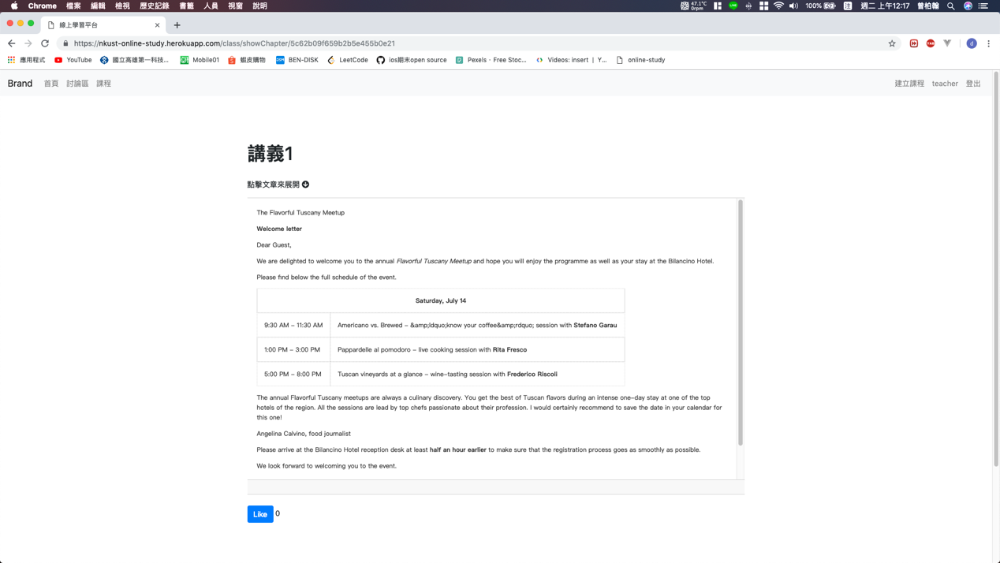 Chrome 檔案 編輯 檢視 歷史記錄 書籤 人員 視窗 說明 47.1°C 0rpm LINE 100% 注 週二 上午12:17 曾柏翰
線上學習平台
https://nkust-online-study.herokuapp.com/class/showChapter/5c62b09f659b2b5e455b0e21
應用程式 YouTube 國立高雄第一科技... Mobile01 蝦皮購物 BEN-DISK LeetCode ios期末open source Pexels · Free Stoc... Videos: insert | Y... online-study
Brand 首頁 討論區 課程 建立課程 teacher 登出
講義1
點擊文章來展開
The Flavorful Tuscany Meetup
Welcome letter
Dear Guest,
We are delighted to welcome you to the annual Flavorful Tuscany Meetup and hope you will enjoy the programme as well as your stay at the Bilancino Hotel.
Please find below the full schedule of the event.
Saturday, July 14
9:30 AM - 11:30 AM Americano vs. Brewed - &amp;ldquo;know your coffee&amp;rdquo; session with Stefano Garau
1:00 PM - 3:00 PM Pappardelle al pomodoro - live cooking session with Rita Fresco
5:00 PM - 8:00 PM Tuscan vineyards at a glance - wine-tasting session with Frederico Riscoli
The annual Flavorful Tuscany meetups are always a culinary discovery. You get the best of Tuscan flavors during an intense one-day stay at one of the top
hotels of the region. All the sessions are lead by top chefs passionate about their profession. I would certainly recommend to save the date in your calendar for
this one!
Angelina Calvino, food journalist
Please arrive at the Bilancino Hotel reception desk at least half an hour earlier to make sure that the registration process goes as smoothly as possible.
We look forward to welcoming you to the event.
Like 0